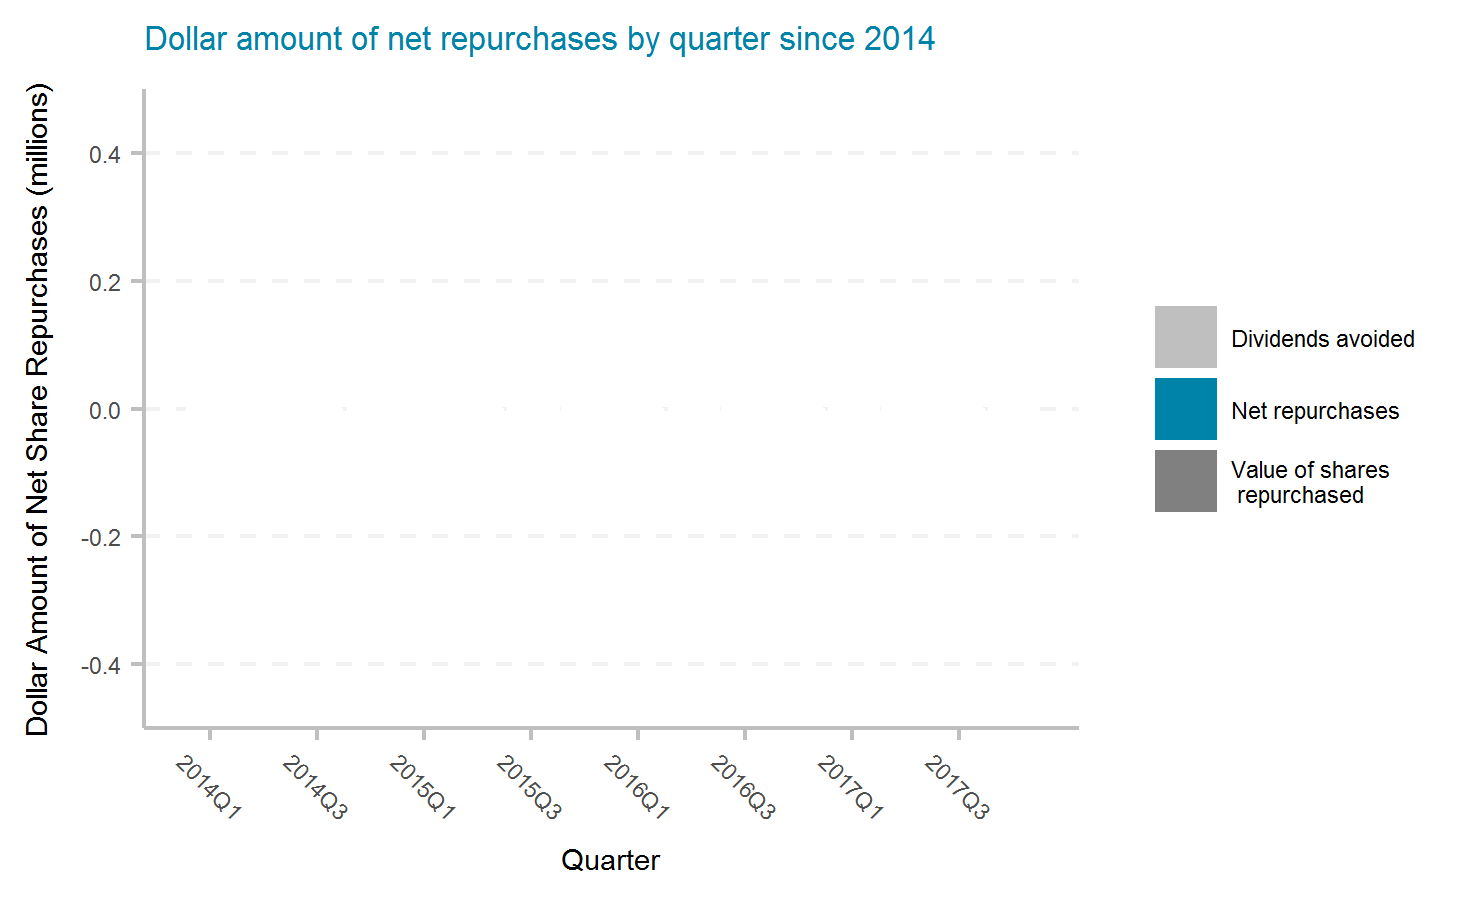 Dollar amount of net repurchases by quarter since 2014
Dollar Amount of Net Share Repurchases (millions)
0.4
0.2
0.0
-0.2
-0.4
2014Q1
2014Q3
2015Q1
2015Q3
2016Q1
2016Q3
2017Q1
2017Q3
Quarter
Dividends avoided
Net repurchases
Value of shares
repurchased